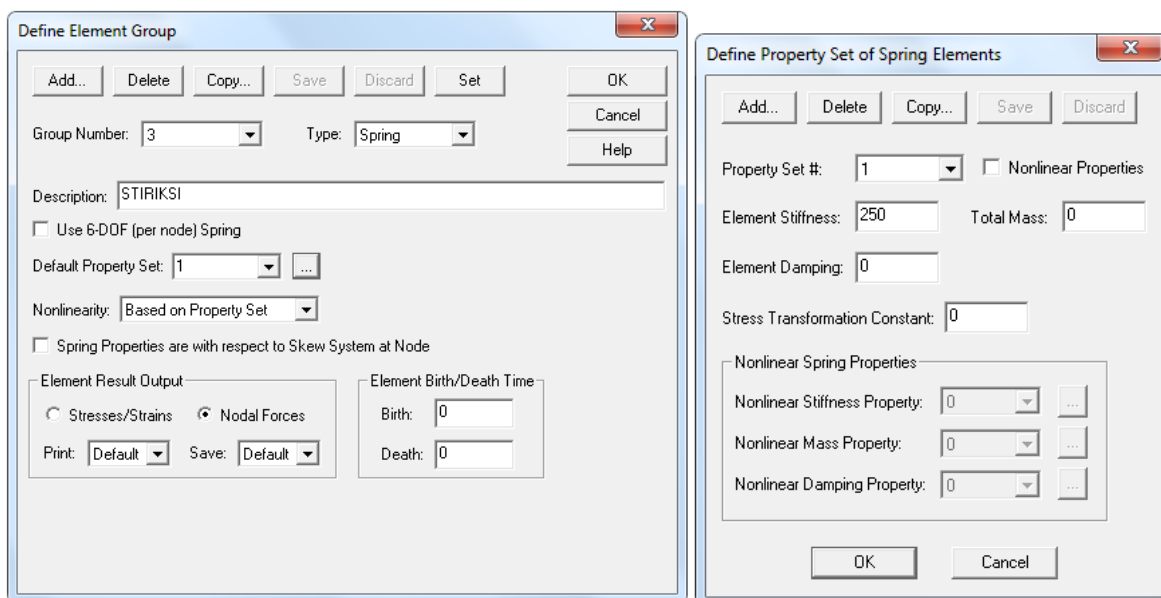 Define Element Group
Add... Delete Copy... Save Discard Set OK
Cancel
Help
Group Number: 3 Type: Spring
Description: STIRIKSI
Use 6-DOF (per node) Spring
Default Property Set: 1 ...
Nonlinearity: Based on Property Set
Spring Properties are with respect to Skew System at Node
Element Result Output
Stresses/Strains Nodal Forces
Print: Default Save: Default
Element Birth/Death Time
Birth: 0
Death: 0
Define Property Set of Spring Elements
Add... Delete Copy... Save Discard
Property Set #: 1 Nonlinear Properties
Element Stiffness: 250 Total Mass: 0
Element Damping: 0
Stress Transformation Constant: 0
Nonlinear Spring Properties
Nonlinear Stiffness Property: 0 ...
Nonlinear Mass Property: 0 ...
Nonlinear Damping Property: 0 ...
OK Cancel